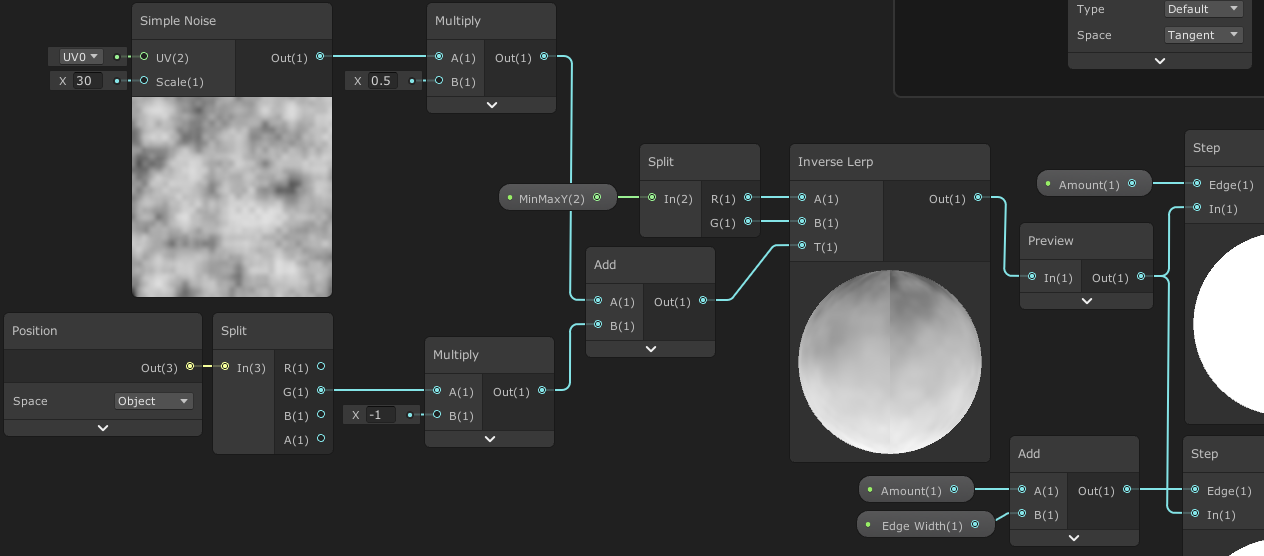 Simple Noise
UV0
UV(2)
Out(1)
X 30
Scale(1)
Multiply
A(1)
Out(1)
X 0.5
B(1)
Type
Default
Space
Tangent
MinMaxY(2)
Split
In(2)
R(1)
G(1)
Inverse Lerp
A(1)
Out(1)
B(1)
T(1)
Amount(1)
Step
Edge(1)
In(1)
Preview
In(1)
Out(1)
Add
A(1)
Out(1)
B(1)
Position
Out(3)
Space
Object
Split
In(3)
R(1)
G(1)
B(1)
A(1)
Multiply
A(1)
Out(1)
X -1
B(1)
Amount(1)
Edge Width(1)
Add
A(1)
Out(1)
B(1)
Step
Edge(1)
In(1)